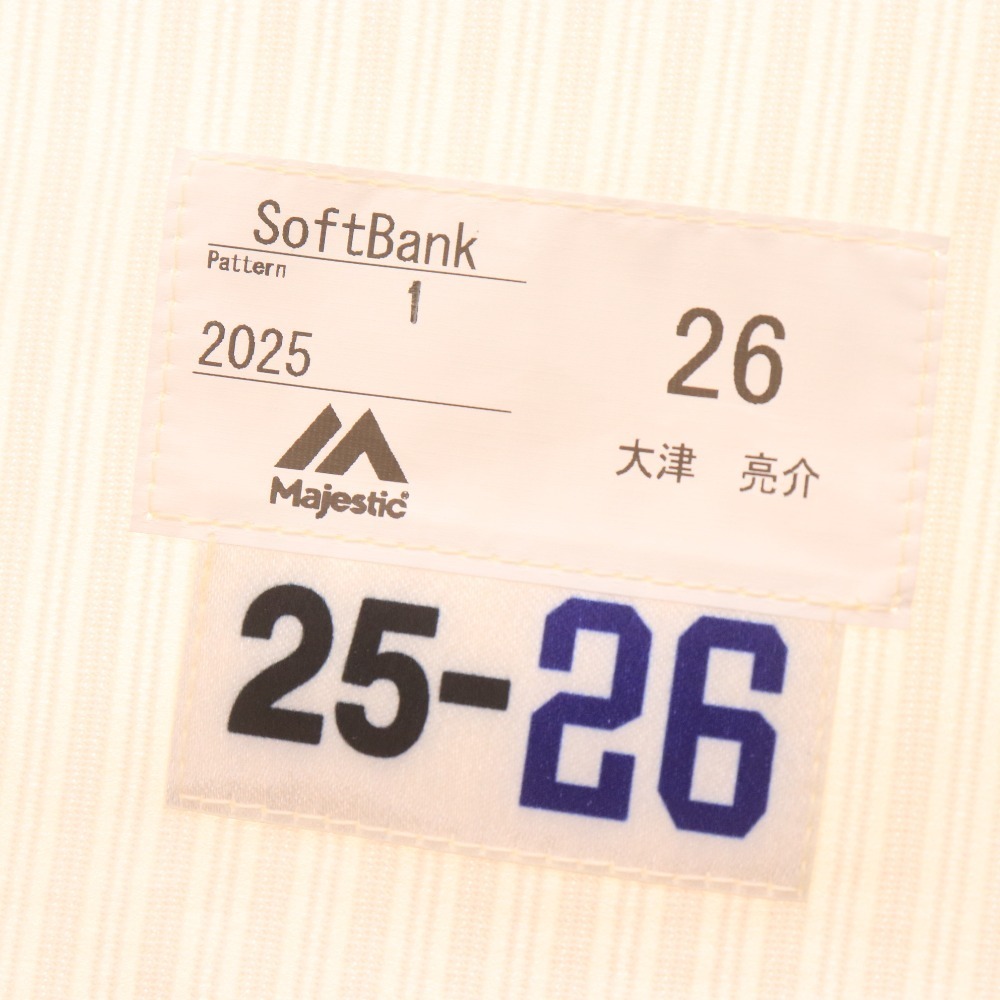 SoftBank
Pattern
1
2025
Majestic
26
大津 亮介
25-26